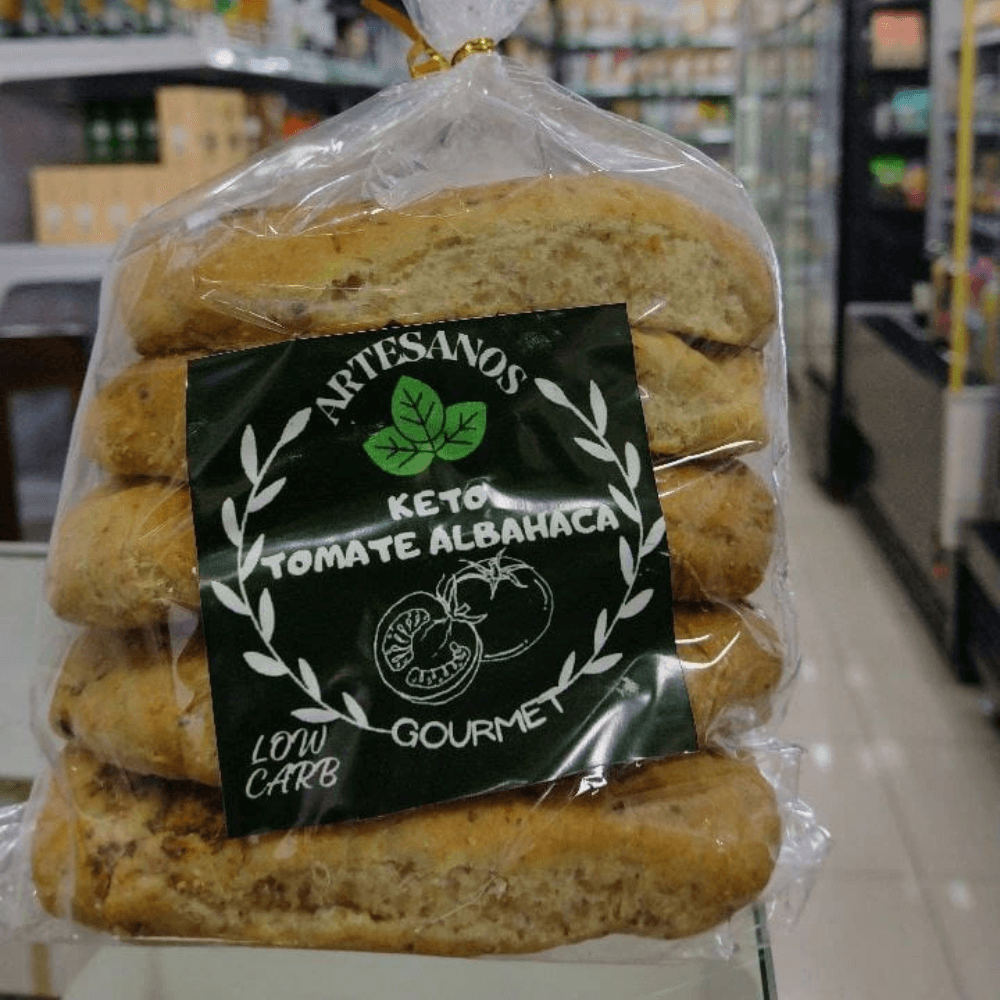 ARTESANOS
KETO
TOMATE ALBAHACA
GOURMET
LOW
CARB